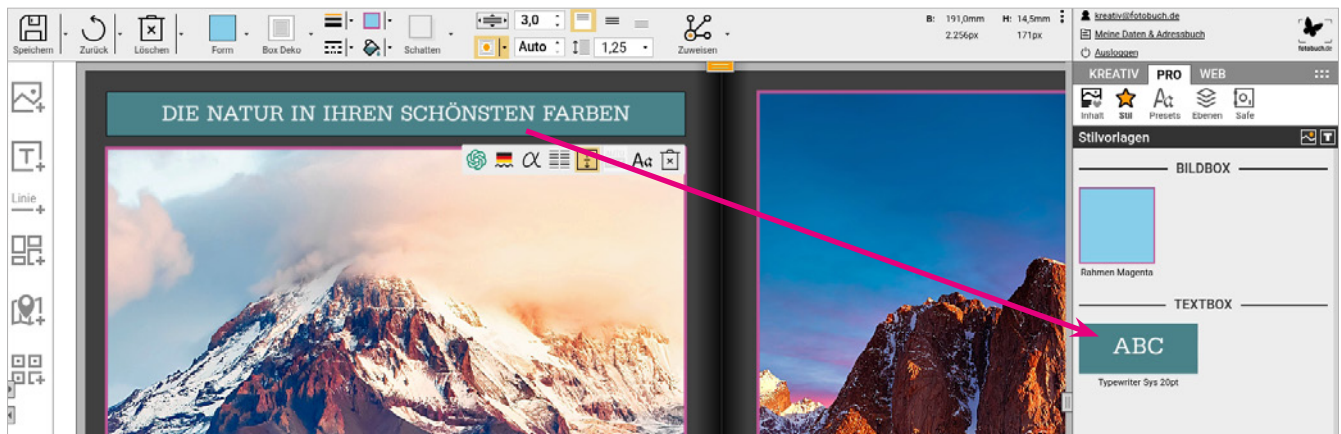 Speichern
Zurück
Löschen
Form
Box Deko
Schatten
3,0
Auto
1,25
Zuweisen
B: 191,0mm H: 14,5mm
2.256px 171px
kreativ@fotobuch.de
Meine Daten & Adressbuch
Ausloggen
fotobuch.de
KREATIV PRO WEB
Inhalt Stil Presets Ebenen Safe
Stilvorlagen
T
BILDBOX
Rahmen Magenta
TEXTBOX
ABC
Typewriter Sys 20pt
T
Linie
DIE NATUR IN IHREN SCHÖNSTEN FARBEN
α
Aa